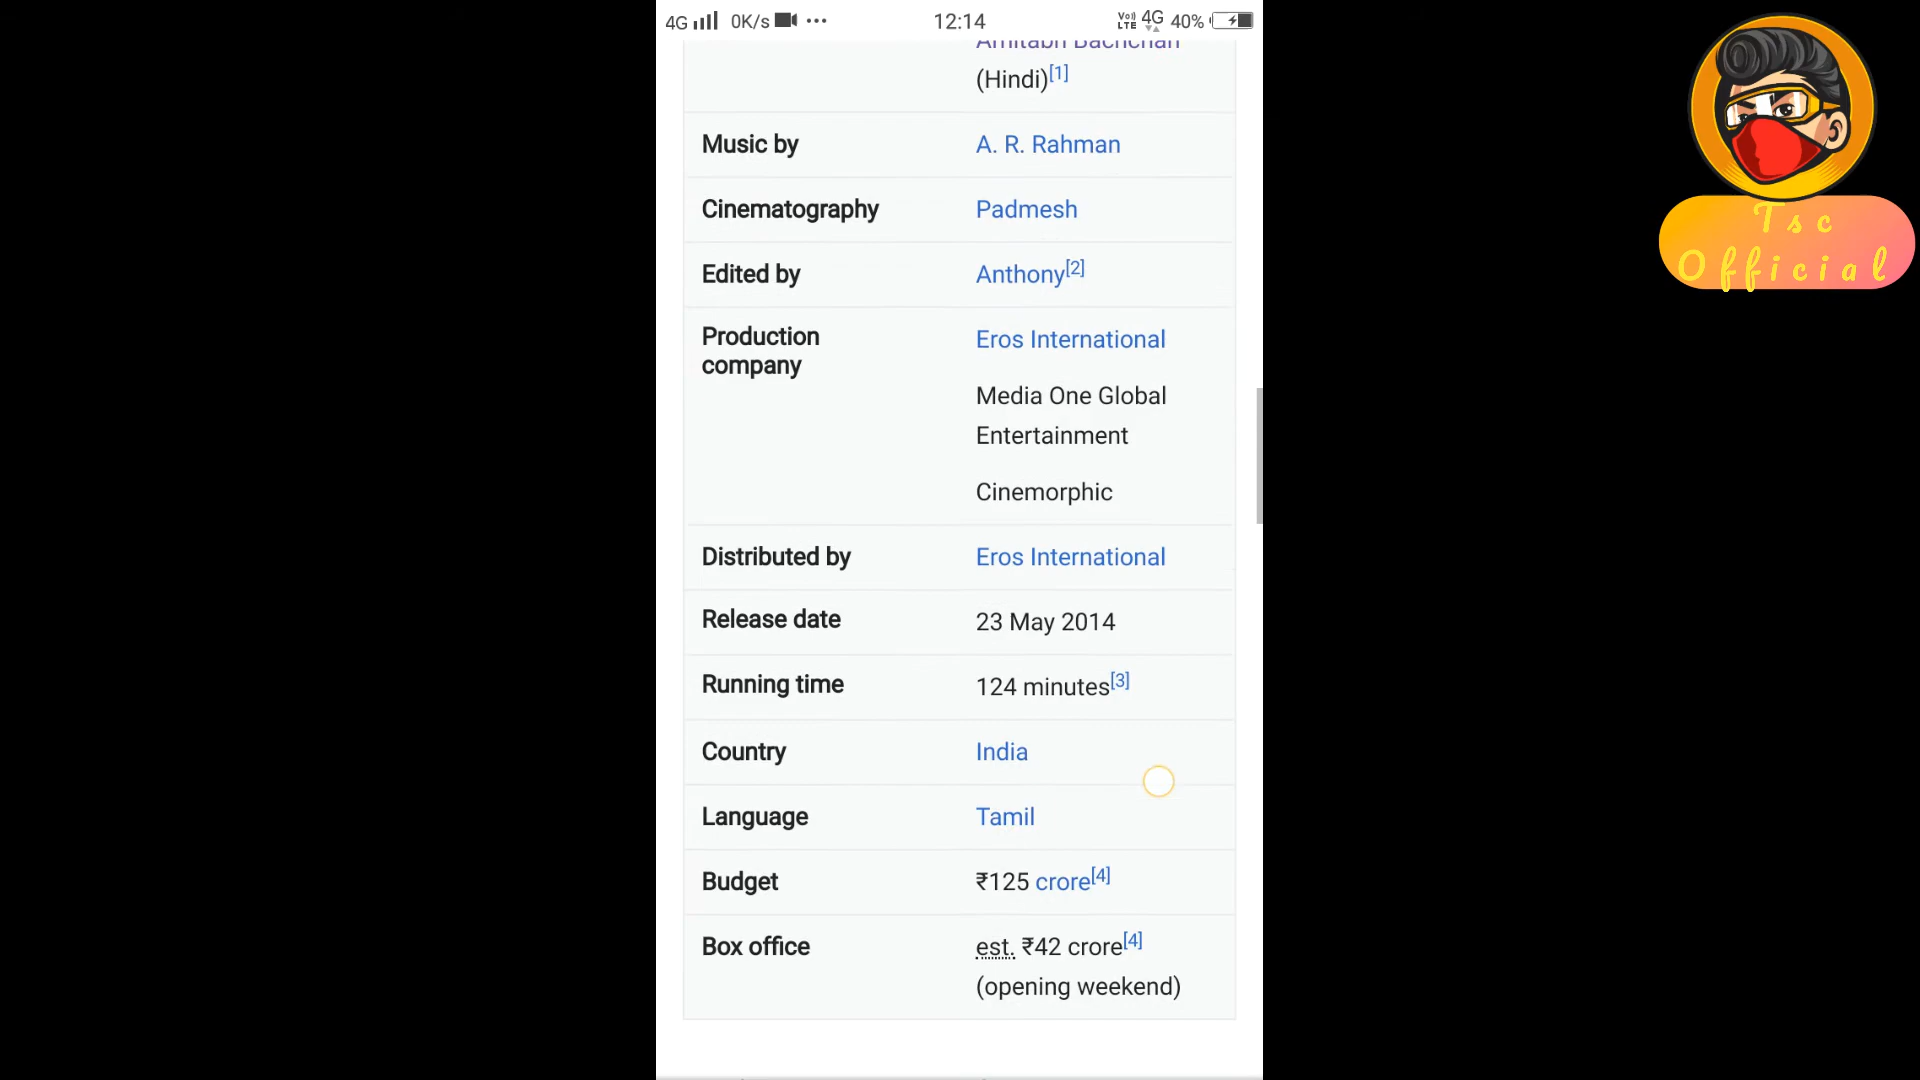 4G 0K/s 12:14 VoLTE 4G 40%
Amitabh Bachchan
(Hindi)[1]
Music by A. R. Rahman
Cinematography Padmesh
Edited by Anthony[2]
Production company Eros International
Media One Global
Entertainment
Cinemorphic
Distributed by Eros International
Release date 23 May 2014
Running time 124 minutes[3]
Country India
Language Tamil
Budget ₹125 crore[4]
Box office est. ₹42 crore[4]
(opening weekend)
Tsc
Official